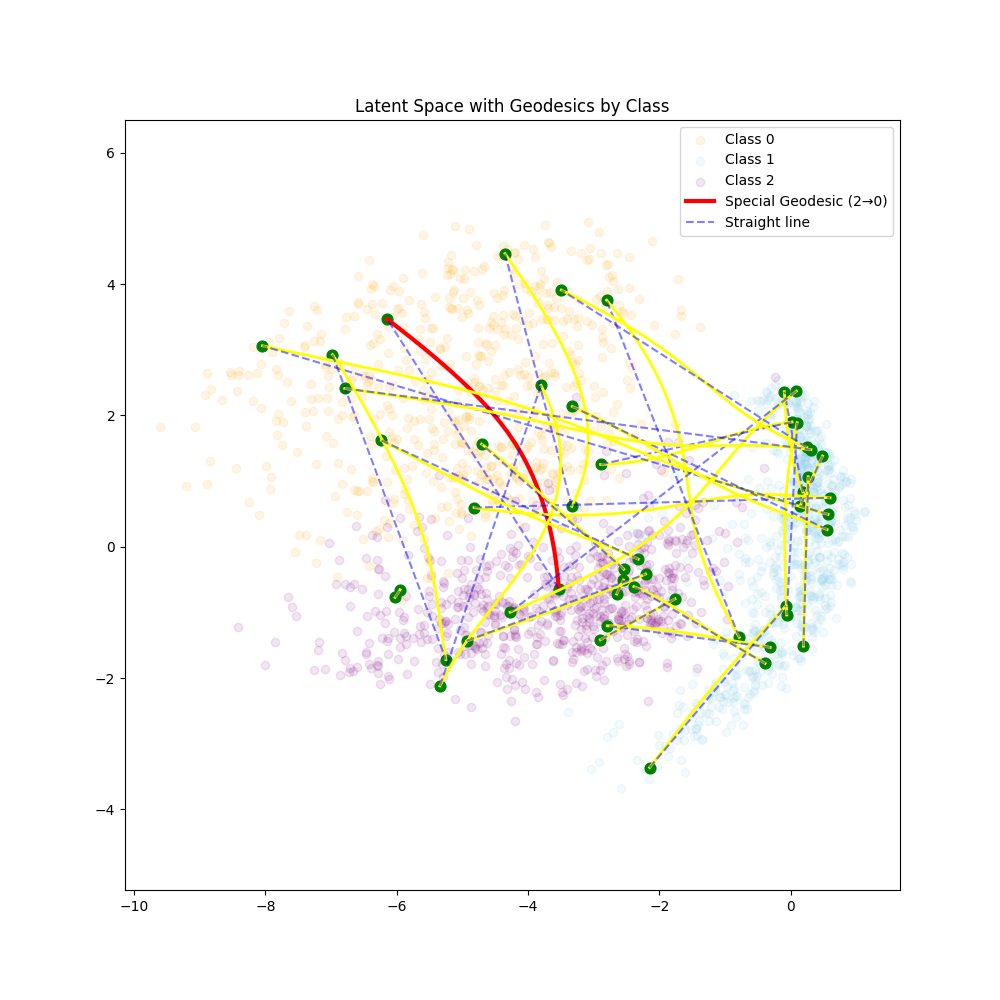 Latent Space with Geodesics by Class
Class 0
Class 1
Class 2
Special Geodesic (2→0)
Straight line
6
4
2
0
−2
−4
−10
−8
−6
−4
−2
0